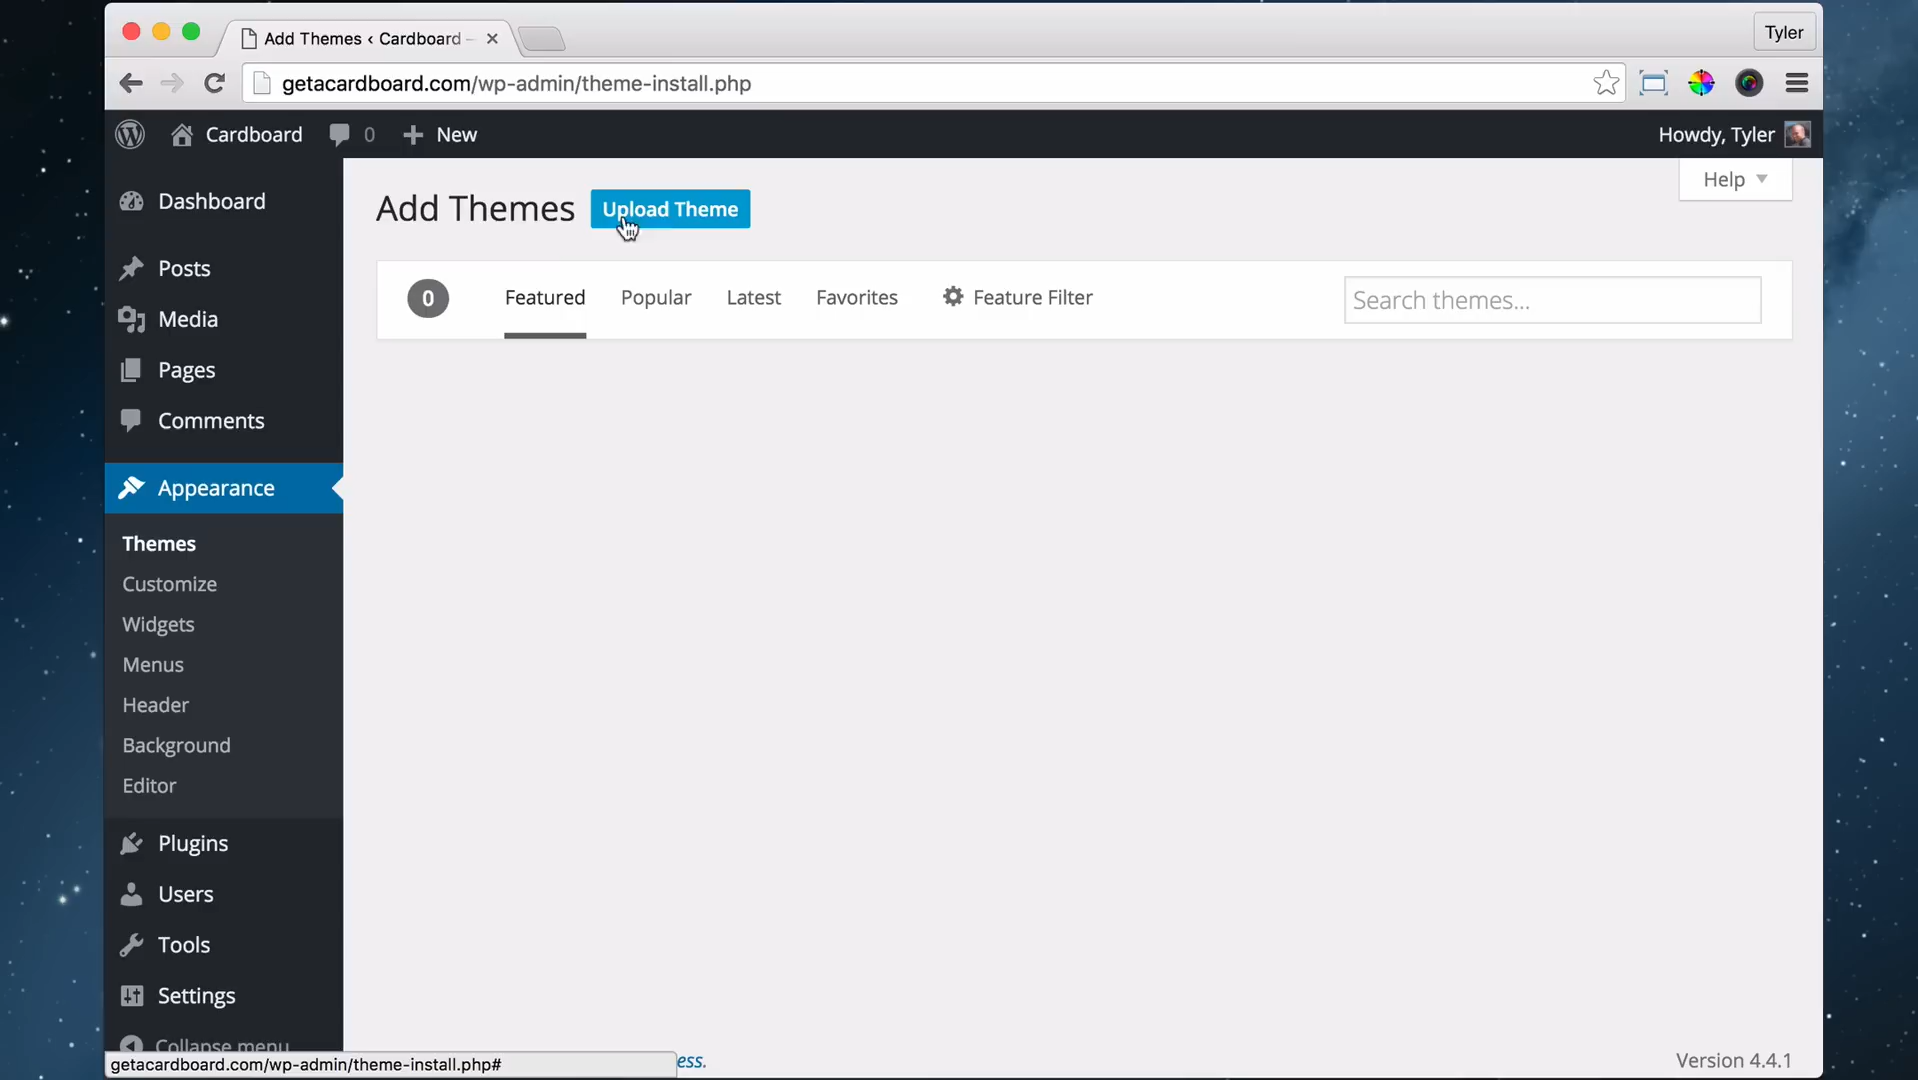 Add Themes ‹ Cardboard –
Tyler
getacardboard.com/wp-admin/theme-install.php
Cardboard
0
New
Howdy, Tyler
Dashboard
Posts
Media
Pages
Comments
Appearance
Themes
Customize
Widgets
Menus
Header
Background
Editor
Plugins
Users
Tools
Settings
Collapse menu
Add Themes
Upload Theme
Help
0
Featured
Popular
Latest
Favorites
Feature Filter
Search themes...
getacardboard.com/wp-admin/theme-install.php#
ess.
Version 4.4.1